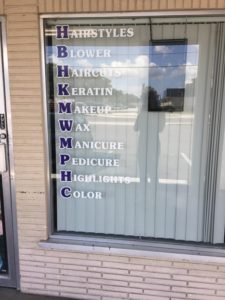 Hairstyles
Blower
Haircuts
Keratin
Makeup
Wax
Manicure
Pedicure
Highlights
Color